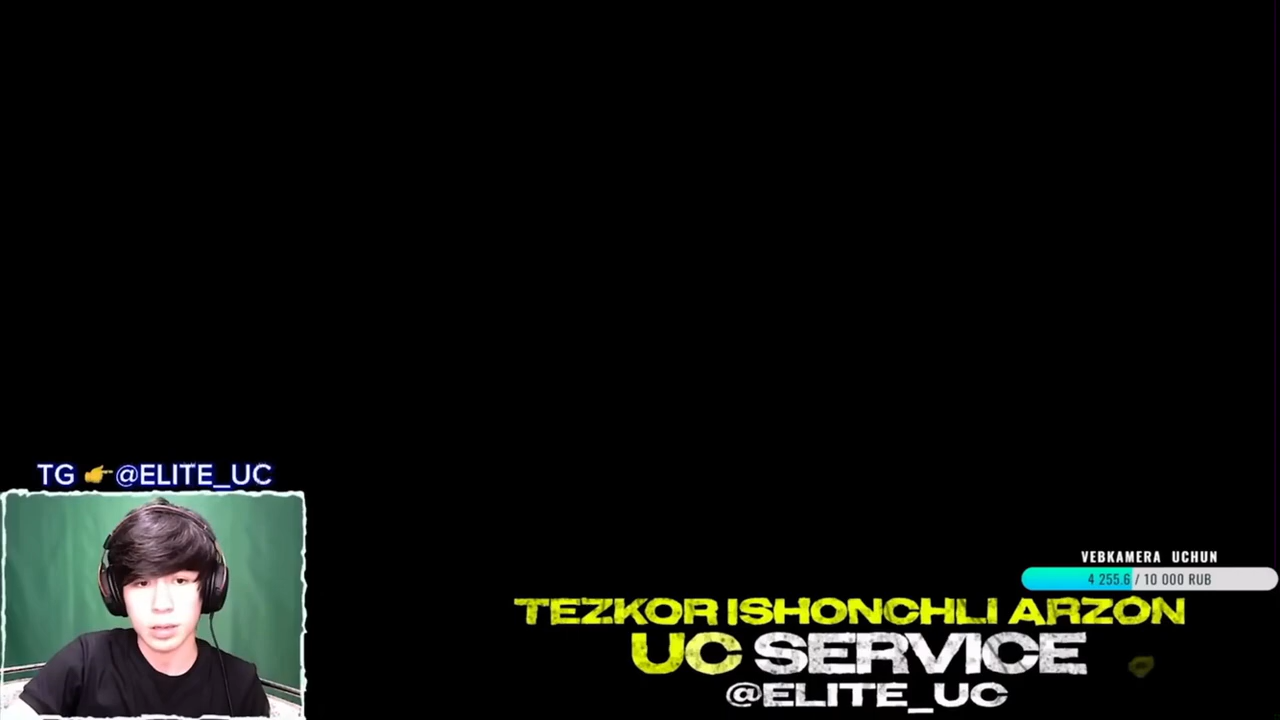 TG 👉@ELITE_UC
VEBKAMERA UCHUN
4 255.6 / 10 000 RUB
TEZKOR ISHONCHLI ARZON
UC SERVICE
@ELITE_UC